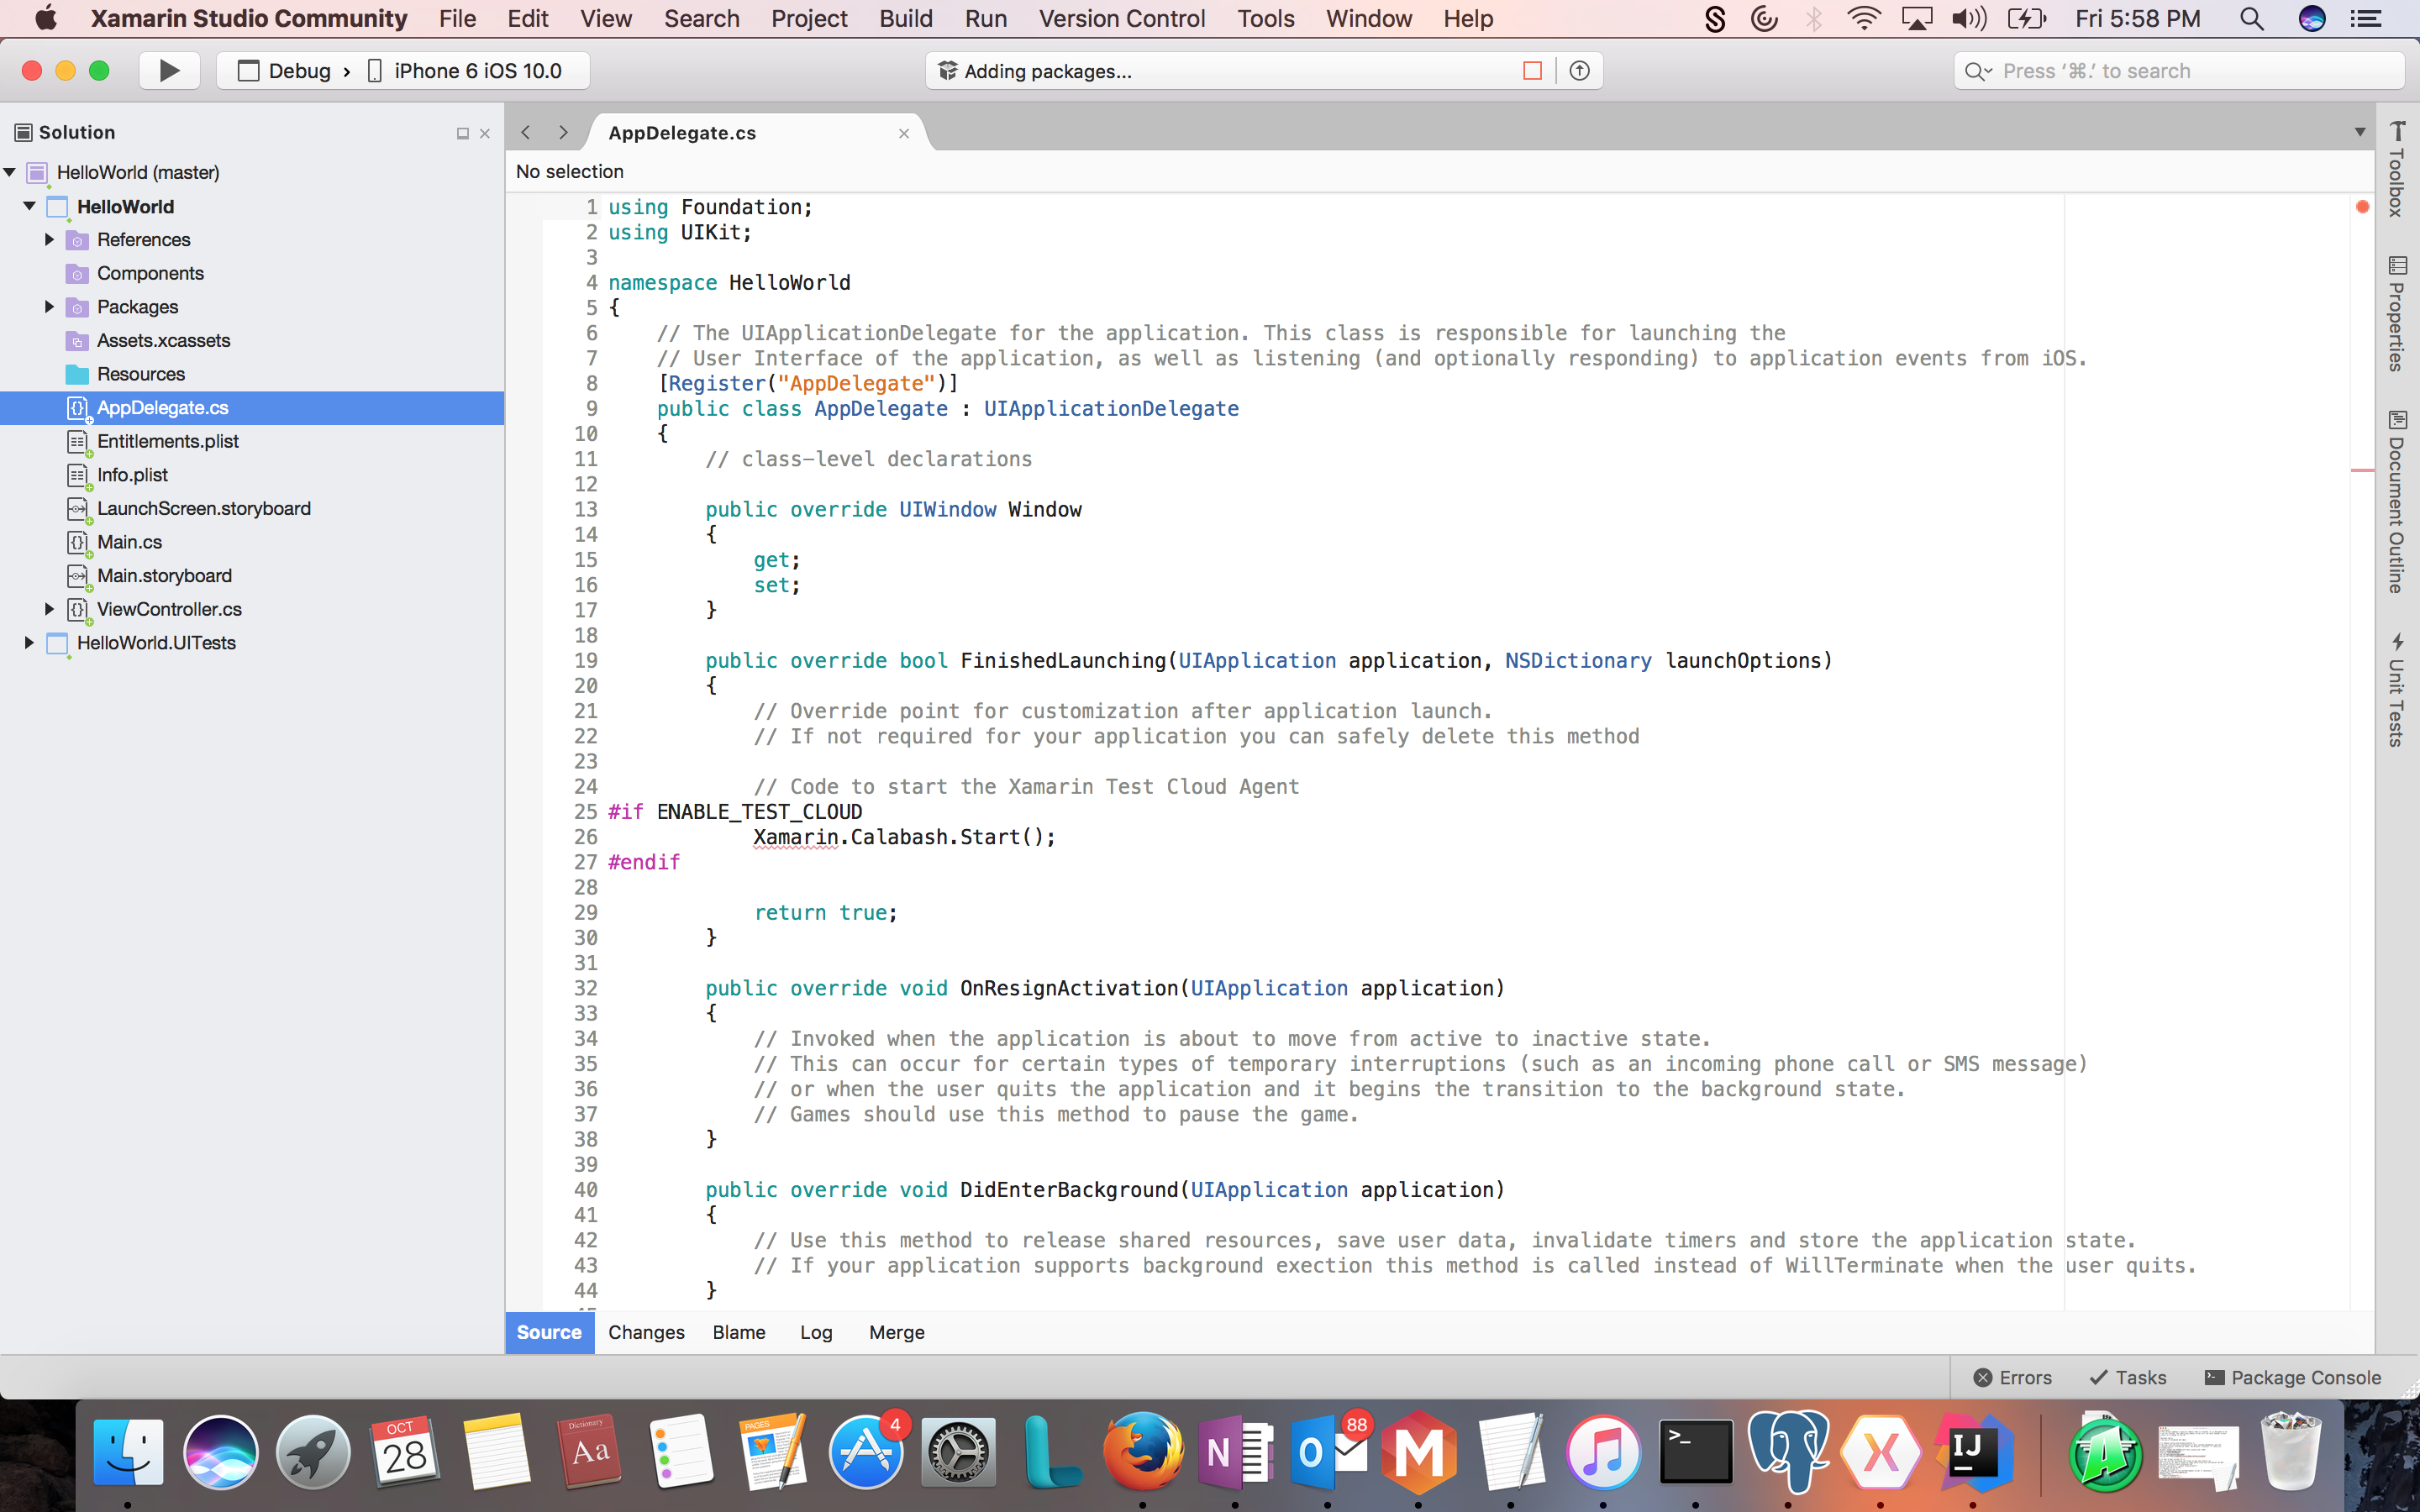 Xamarin Studio Community File Edit View Search Project Build Run Version Control Tools Window Help Fri 5:58 PM
Debug › iPhone 6 iOS 10.0
Adding packages...
Press ‘⌘.’ to search
Solution
HelloWorld (master)
HelloWorld
References
Components
Packages
Assets.xcassets
Resources
AppDelegate.cs
Entitlements.plist
Info.plist
LaunchScreen.storyboard
Main.cs
Main.storyboard
ViewController.cs
HelloWorld.UITests
AppDelegate.cs
No selection
1 using Foundation;
2 using UIKit;
3
4 namespace HelloWorld
5 {
6 // The UIApplicationDelegate for the application. This class is responsible for launching the
7 // User Interface of the application, as well as listening (and optionally responding) to application events from iOS.
8 [Register("AppDelegate")]
9 public class AppDelegate : UIApplicationDelegate
10 {
11 // class-level declarations
12
13 public override UIWindow Window
14 {
15 get;
16 set;
17 }
18
19 public override bool FinishedLaunching(UIApplication application, NSDictionary launchOptions)
20 {
21 // Override point for customization after application launch.
22 // If not required for your application you can safely delete this method
23
24 // Code to start the Xamarin Test Cloud Agent
25 #if ENABLE_TEST_CLOUD
26 Xamarin.Calabash.Start();
27 #endif
28
29 return true;
30 }
31
32 public override void OnResignActivation(UIApplication application)
33 {
34 // Invoked when the application is about to move from active to inactive state.
35 // This can occur for certain types of temporary interruptions (such as an incoming phone call or SMS message)
36 // or when the user quits the application and it begins the transition to the background state.
37 // Games should use this method to pause the game.
38 }
39
40 public override void DidEnterBackground(UIApplication application)
41 {
42 // Use this method to release shared resources, save user data, invalidate timers and store the application state.
43 // If your application supports background exection this method is called instead of WillTerminate when the user quits.
44 }
Toolbox
Properties
Document Outline
Unit Tests
Source Changes Blame Log Merge
Errors Tasks Package Console
OCT
28
Dictionary
Aa
PAGES
4
N
O
88
M
>_
X
IJ
A